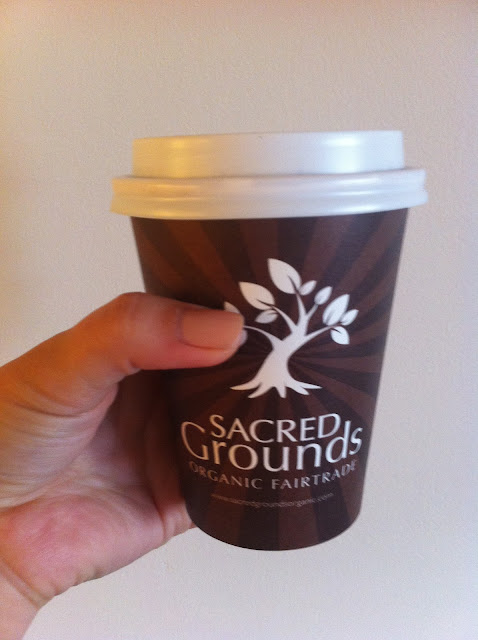 SACRED
Grounds
ORGANIC FAIRTRADE
www.sacredgroundsorganic.com